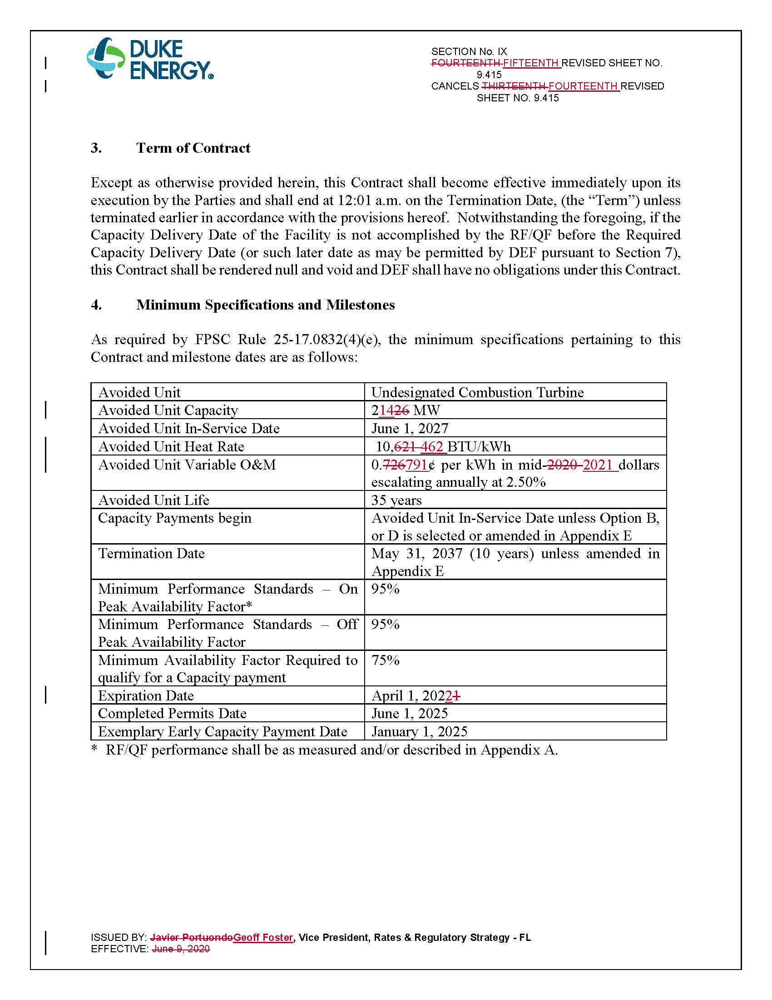 DUKE
ENERGY®
SECTION No. IX
FOURTEENTH FIFTEENTH REVISED SHEET NO.
9.415
CANCELS THIRTEENTH FOURTEENTH REVISED
SHEET NO. 9.415
3. Term of Contract
Except as otherwise provided herein, this Contract shall become effective immediately upon its
execution by the Parties and shall end at 12:01 a.m. on the Termination Date, (the “Term”) unless
terminated earlier in accordance with the provisions hereof. Notwithstanding the foregoing, if the
Capacity Delivery Date of the Facility is not accomplished by the RF/QF before the Required
Capacity Delivery Date (or such later date as may be permitted by DEF pursuant to Section 7),
this Contract shall be rendered null and void and DEF shall have no obligations under this Contract.
4. Minimum Specifications and Milestones
As required by FPSC Rule 25-17.0832(4)(e), the minimum specifications pertaining to this
Contract and milestone dates are as follows:
Avoided Unit Undesignated Combustion Turbine
Avoided Unit Capacity 21426 MW
Avoided Unit In-Service Date June 1, 2027
Avoided Unit Heat Rate 10,621 462 BTU/kWh
Avoided Unit Variable O&M 0.726791¢ per kWh in mid-2020 2021 dollars
escalating annually at 2.50%
Avoided Unit Life 35 years
Capacity Payments begin Avoided Unit In-Service Date unless Option B,
or D is selected or amended in Appendix E
Termination Date May 31, 2037 (10 years) unless amended in
Appendix E
Minimum Performance Standards – On 95%
Peak Availability Factor*
Minimum Performance Standards – Off 95%
Peak Availability Factor
Minimum Availability Factor Required to 75%
qualify for a Capacity payment
Expiration Date April 1, 20221
Completed Permits Date June 1, 2025
Exemplary Early Capacity Payment Date January 1, 2025
* RF/QF performance shall be as measured and/or described in Appendix A.
ISSUED BY: Javier PortuondoGeoff Foster, Vice President, Rates & Regulatory Strategy - FL
EFFECTIVE: June 9, 2020